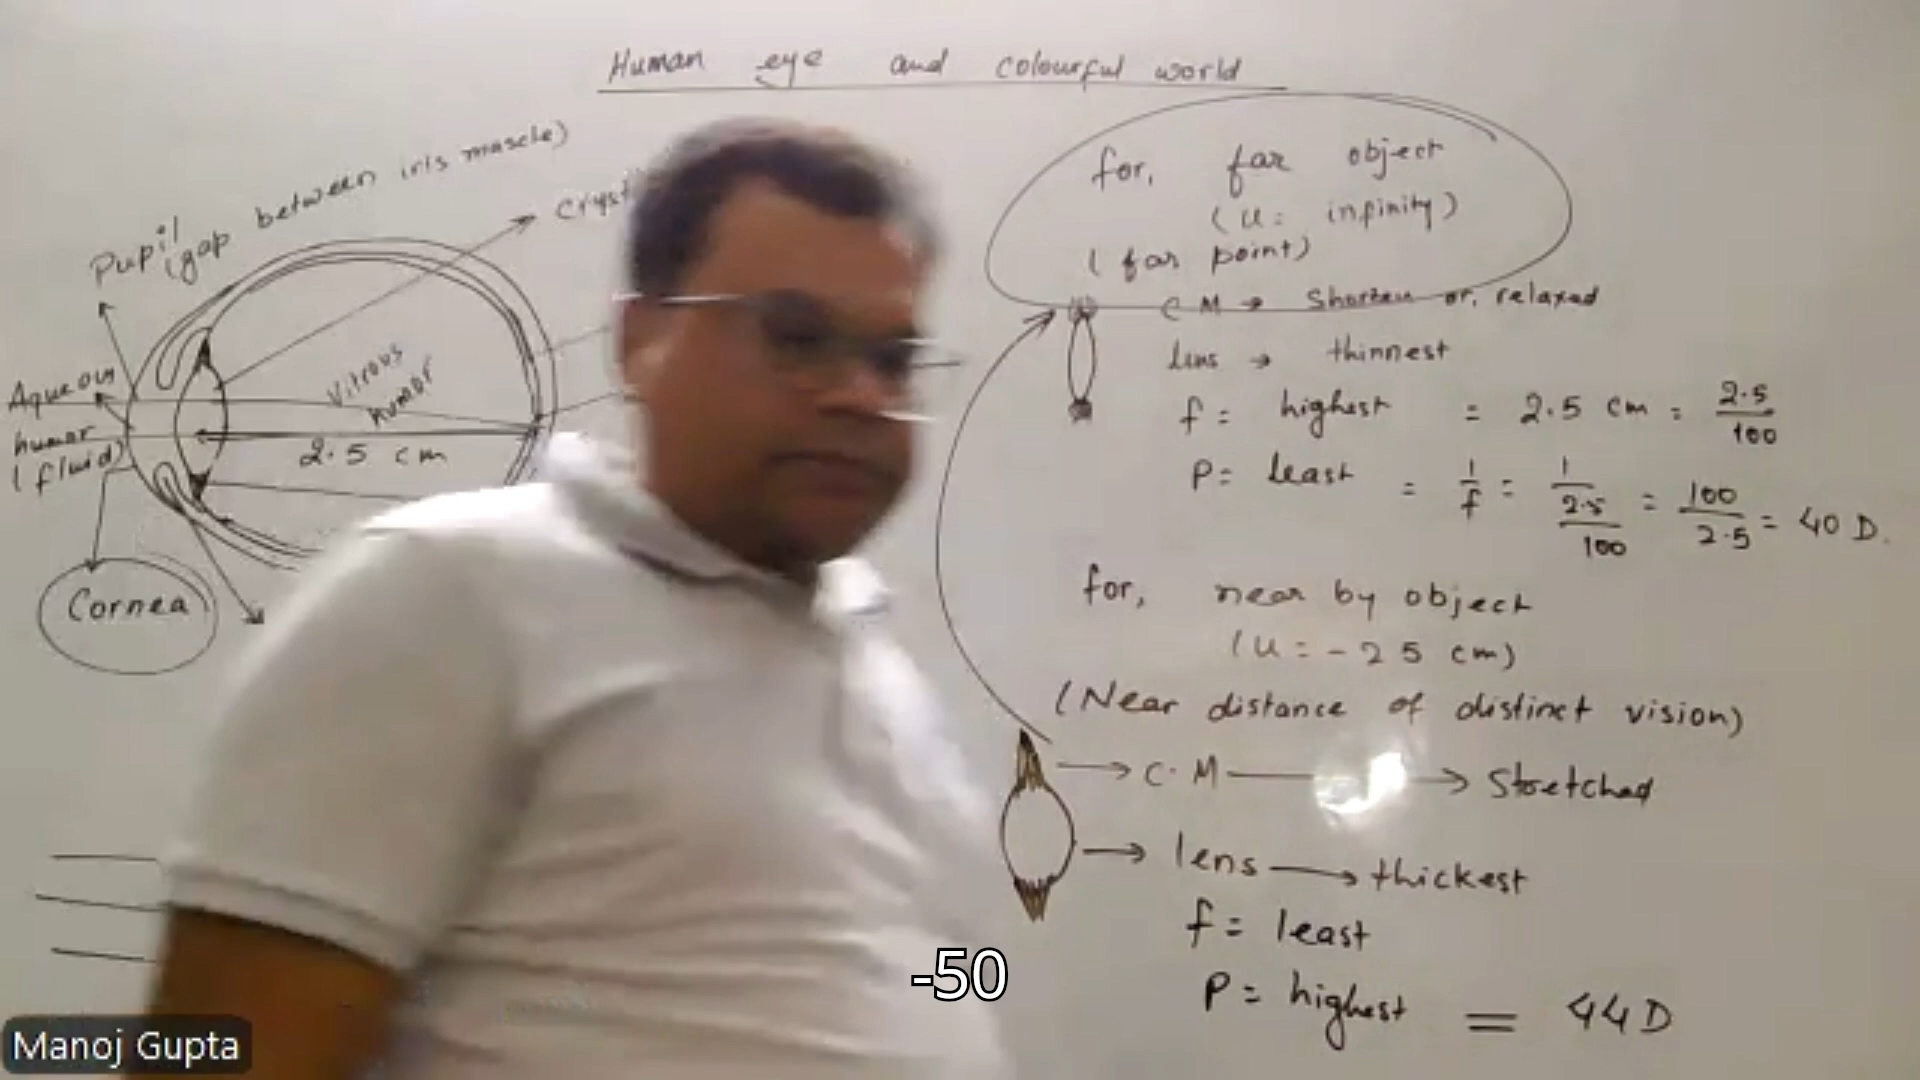 Human eye and colourful world
Pupil
(gap between iris muscle)
Cryst
Aqueous
humor
(fluid)
Vitrous
humor
2.5 cm
Cornea
for, far object
(u = infinity)
(far point)
C M → Shorten or, relaxed
lens → thinnest
f = highest = 2.5 cm = 2.5/100
P = least = 1/f = 1/(2.5/100) = 100/2.5 = 40 D.
for, near by object
(u = -25 cm)
(Near distance of distinct vision)
→ C.M → Stretched
→ lens → thickest
f = least
P = highest = 44D
-50
Manoj Gupta